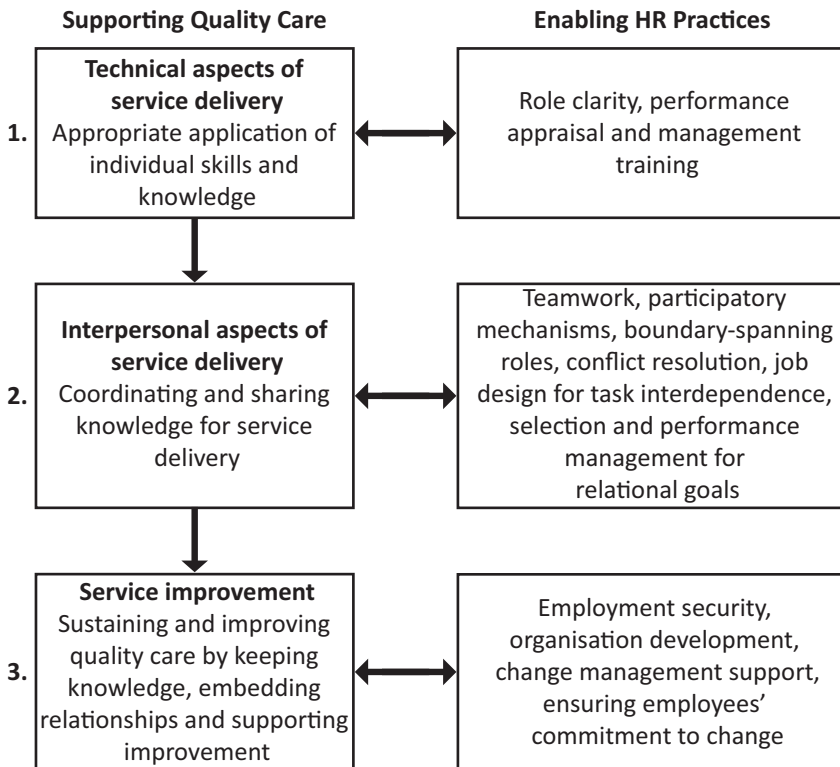 Supporting Quality Care
Enabling HR Practices
1.
Technical aspects of
service delivery
Appropriate application of
individual skills and
knowledge
Role clarity, performance
appraisal and management
training
2.
Interpersonal aspects of
service delivery
Coordinating and sharing
knowledge for service
delivery
Teamwork, participatory
mechanisms, boundary-spanning
roles, conflict resolution, job
design for task interdependence,
selection and performance
management for
relational goals
3.
Service improvement
Sustaining and improving
quality care by keeping
knowledge, embedding
relationships and supporting
improvement
Employment security,
organisation development,
change management support,
ensuring employees’
commitment to change